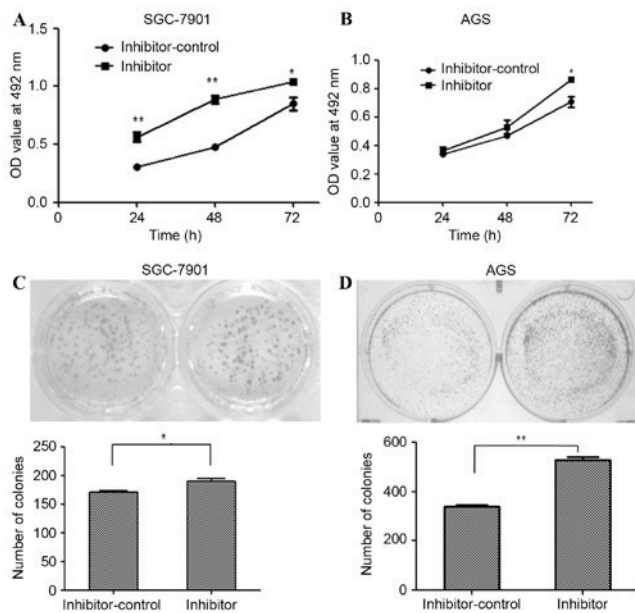 A
SGC-7901
Inhibitor-control
Inhibitor
OD value at 492 nm
1.5
1.0
0.5
0.0
**
**
*
0
24
48
72
Time (h)
B
AGS
Inhibitor-control
Inhibitor
OD value at 492 nm
1.0
0.8
0.6
0.4
0.2
0.0
*
0
24
48
72
Time (h)
C
SGC-7901
Number of colonies
250
200
150
100
50
0
*
Inhibitor-control
Inhibitor
D
AGS
Number of colonies
600
400
200
0
**
Inhibitor-control
Inhibitor